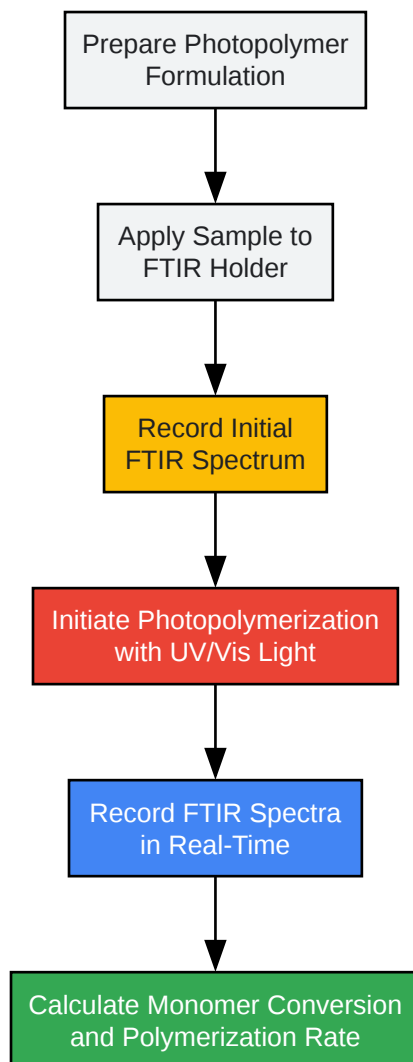 Prepare Photopolymer
Formulation
Apply Sample to
FTIR Holder
Record Initial
FTIR Spectrum
Initiate Photopolymerization
with UV/Vis Light
Record FTIR Spectra
in Real-Time
Calculate Monomer Conversion
and Polymerization Rate